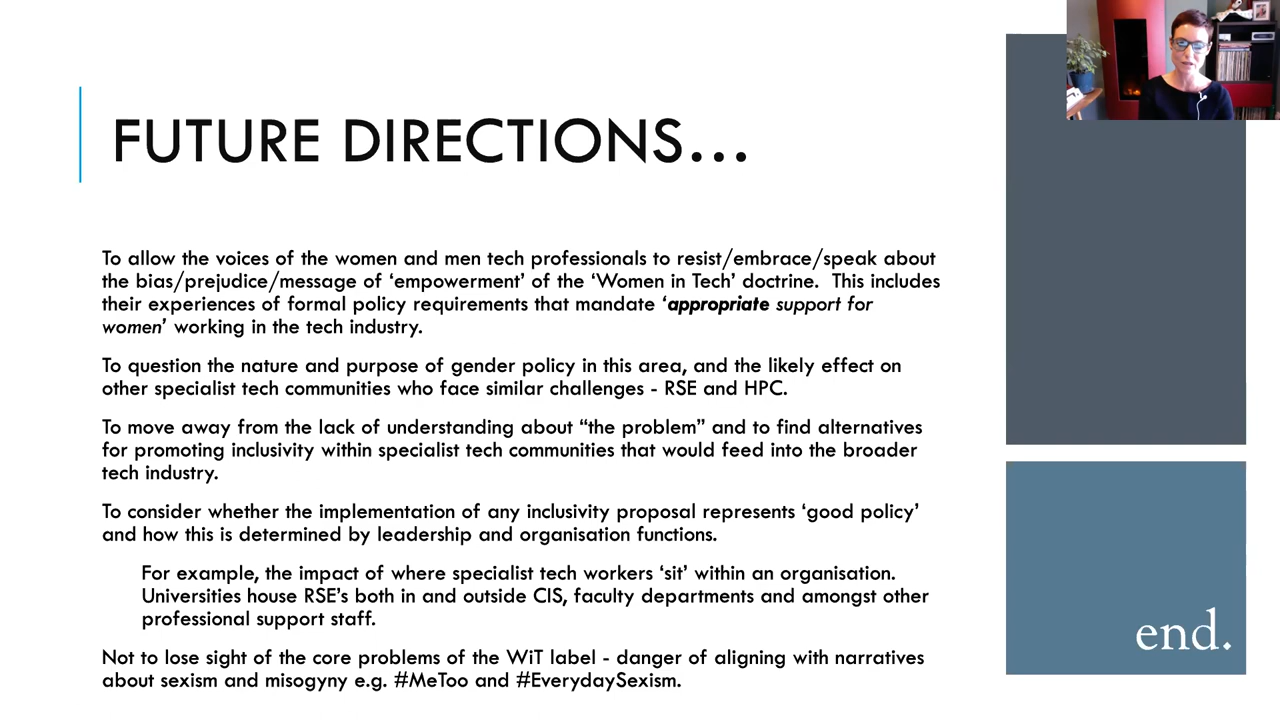 FUTURE DIRECTIONS…
To allow the voices of the women and men tech professionals to resist/embrace/speak about
the bias/prejudice/message of ‘empowerment’ of the ‘Women in Tech’ doctrine.  This includes
their experiences of formal policy requirements that mandate ‘appropriate support for
women’ working in the tech industry.
To question the nature and purpose of gender policy in this area, and the likely effect on
other specialist tech communities who face similar challenges - RSE and HPC.
To move away from the lack of understanding about “the problem” and to find alternatives
for promoting inclusivity within specialist tech communities that would feed into the broader
tech industry.
To consider whether the implementation of any inclusivity proposal represents ‘good policy’
and how this is determined by leadership and organisation functions.
For example, the impact of where specialist tech workers ‘sit’ within an organisation.
Universities house RSE’s both in and outside CIS, faculty departments and amongst other
professional support staff.
Not to lose sight of the core problems of the WiT label - danger of aligning with narratives
about sexism and misogyny e.g. #MeToo and #EverydaySexism.
end.